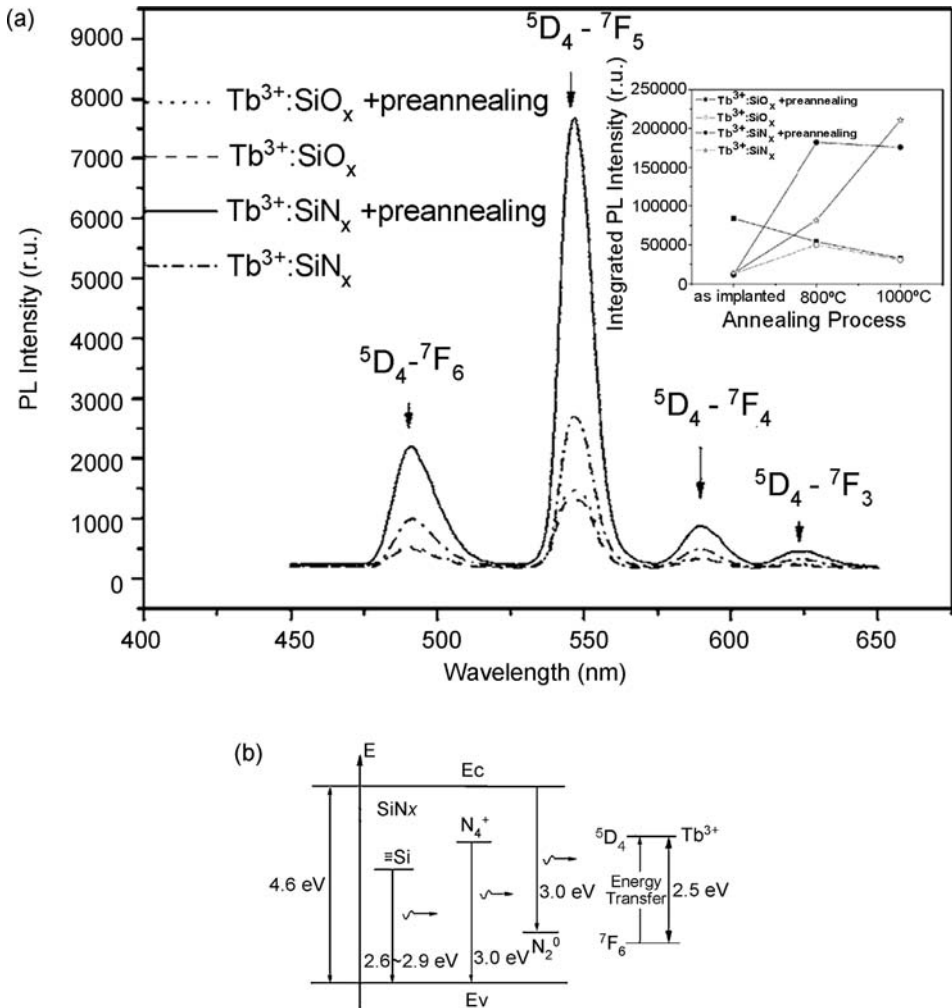 (a)
PL Intensity (r.u.)
9000
8000
7000
6000
5000
4000
3000
2000
1000
0
400
450
500
550
600
650
Wavelength (nm)
Tb³⁺:SiOₓ +preannealing
Tb³⁺:SiOₓ
Tb³⁺:SiNₓ +preannealing
Tb³⁺:SiNₓ
⁵D₄-⁷F₆
⁵D₄ - ⁷F₅
⁵D₄ - ⁷F₄
⁵D₄ - ⁷F₃
Integrated PL Intensity (r.u.)
250000
200000
150000
100000
50000
0
Tb³⁺:SiOₓ +preannealing
Tb³⁺:SiOₓ
Tb³⁺:SiNₓ +preannealing
Tb³⁺:SiNₓ
as implanted 800ºC 1000ºC
Annealing Process
(b)
E
Ec
SiNx
4.6 eV
≡Si
2.6~2.9 eV
N₄⁺
3.0 eV
3.0 eV
N₂⁰
Ev
⁵D₄ Tb³⁺
Energy
Transfer
2.5 eV
⁷F₆